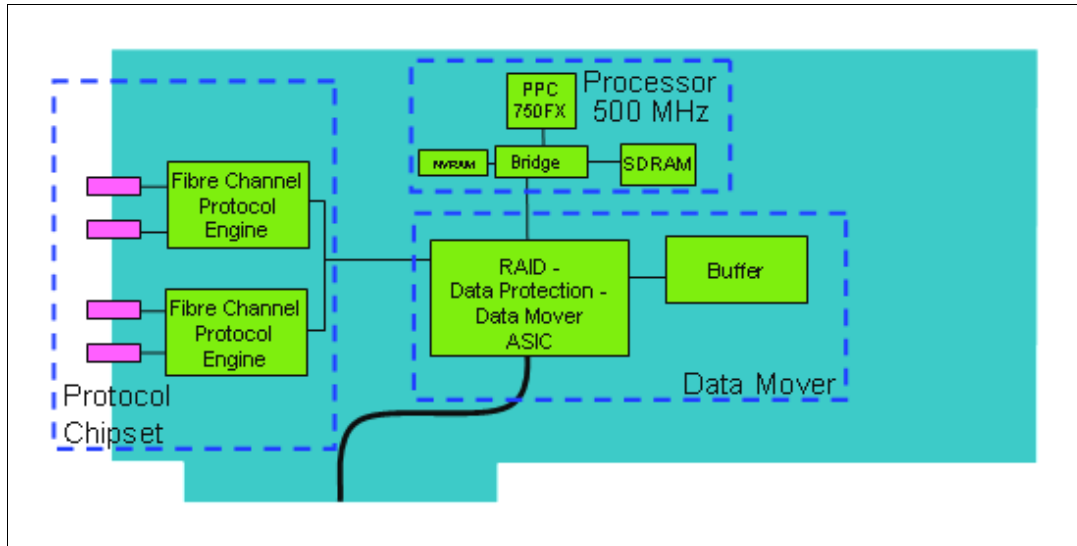 Processor
500 MHz
PPC
750FX
NVRAM
Bridge
SDRAM
Fibre Channel
Protocol
Engine
Fibre Channel
Protocol
Engine
RAID -
Data Protection -
Data Mover
ASIC
Buffer
Data Mover
Protocol
Chipset